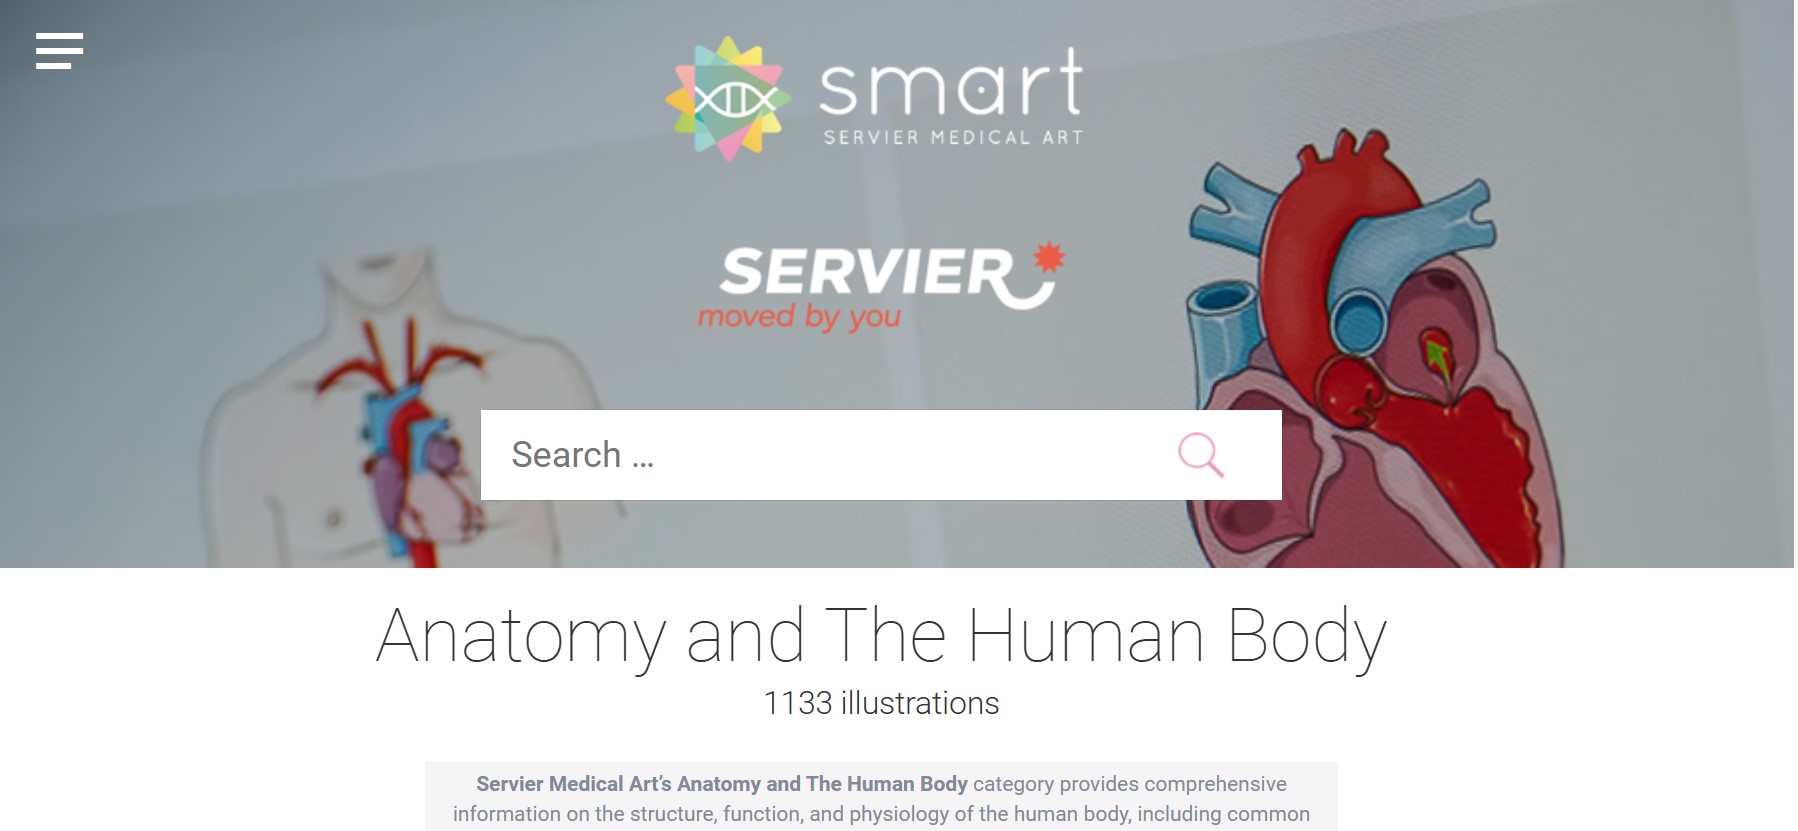 smart
SERVIER MEDICAL ART
SERVIER
moved by you
Search ...
Anatomy and The Human Body
1133 illustrations
Servier Medical Art’s Anatomy and The Human Body category provides comprehensive
information on the structure, function, and physiology of the human body, including common